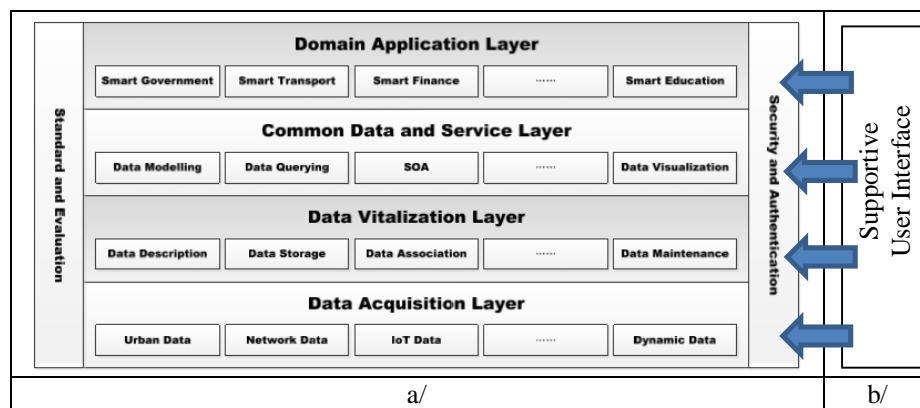 Standard and Evaluation
Domain Application Layer
Smart Government Smart Transport Smart Finance ...... Smart Education
Common Data and Service Layer
Data Modelling Data Querying SOA ...... Data Visualization
Data Vitalization Layer
Data Description Data Storage Data Association ...... Data Maintenance
Data Acquisition Layer
Urban Data Network Data IoT Data ...... Dynamic Data
Security and Authentication
Supportive
User Interface
a/ b/